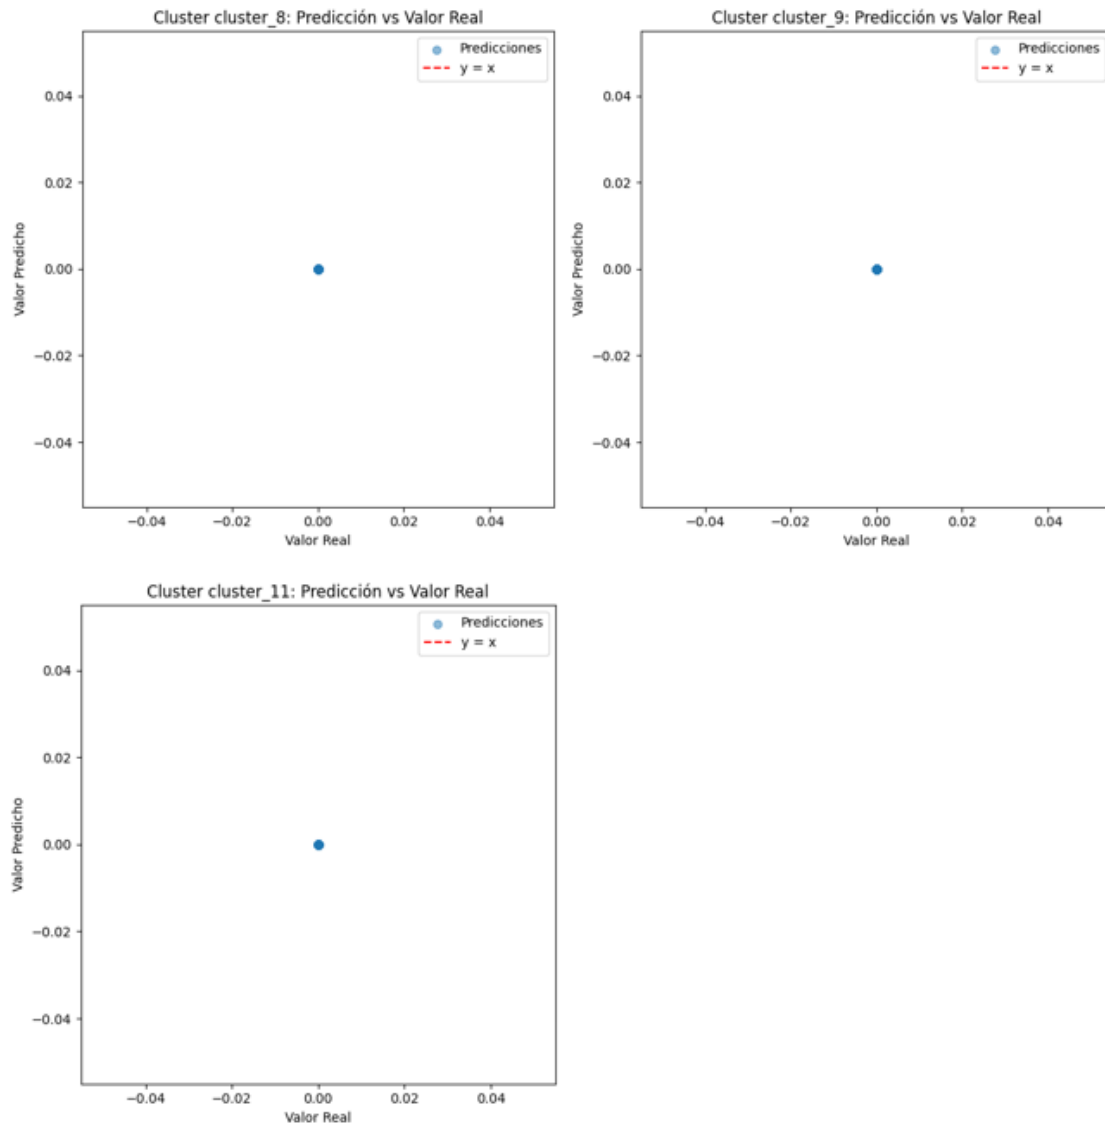 Cluster cluster_8: Predicción vs Valor Real
Predicciones
y = x
0.04
0.02
0.00
−0.02
−0.04
Valor Predicho
−0.04 −0.02 0.00 0.02 0.04
Valor Real
Cluster cluster_9: Predicción vs Valor Real
Predicciones
y = x
0.04
0.02
0.00
−0.02
−0.04
Valor Predicho
−0.04 −0.02 0.00 0.02 0.04
Valor Real
Cluster cluster_11: Predicción vs Valor Real
Predicciones
y = x
0.04
0.02
0.00
−0.02
−0.04
Valor Predicho
−0.04 −0.02 0.00 0.02 0.04
Valor Real